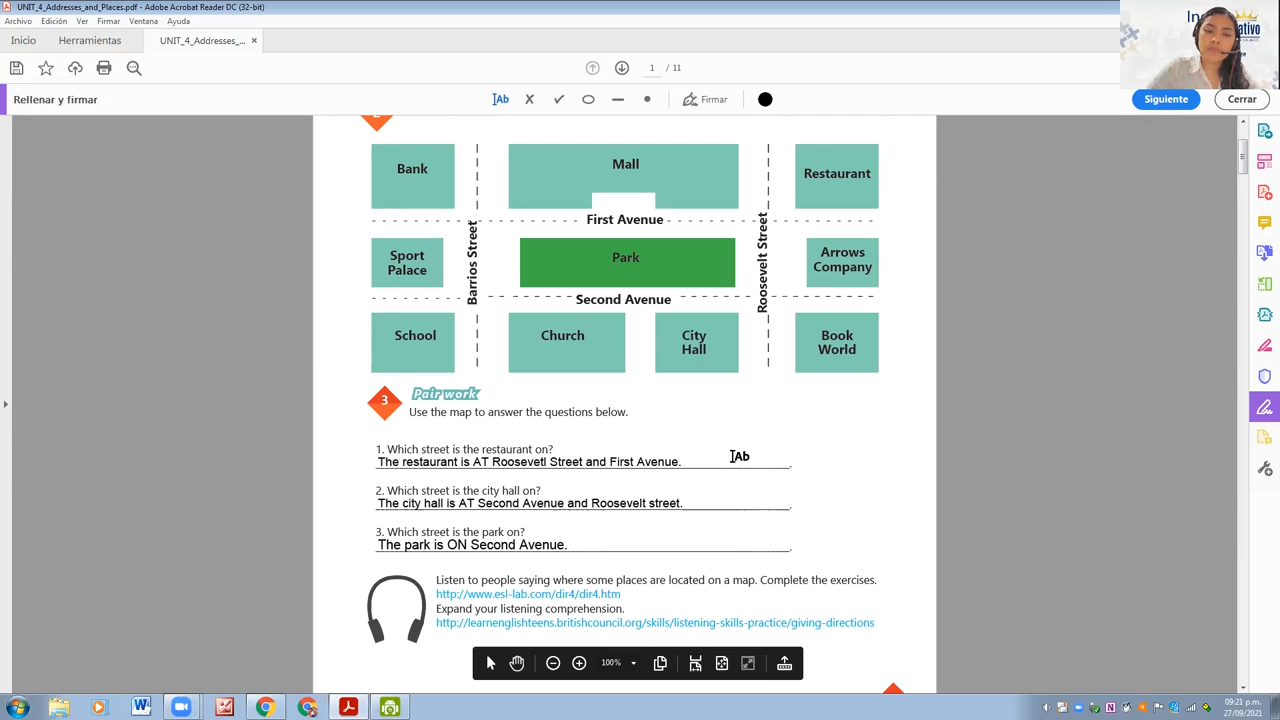 UNIT_4_Addresses_and_Places.pdf - Adobe Acrobat Reader DC (32-bit)
Archivo Edición Ver Firmar Ventana Ayuda
Inicio Herramientas UNIT_4_Addresses_... ×
1 / 11
Rellenar y firmar
Ab Firmar
Siguiente Cerrar
Bank Mall Restaurant
First Avenue
Barrios Street
Roosevelt Street
Sport
Palace
Park
Arrows
Company
Second Avenue
School Church City
Hall
Book
World
3 Pair work
Use the map to answer the questions below.
1. Which street is the restaurant on?
The restaurant is AT Roosevetl Street and First Avenue.
Ab
2. Which street is the city hall on?
The city hall is AT Second Avenue and Roosevelt street.
3. Which street is the park on?
The park is ON Second Avenue.
Listen to people saying where some places are located on a map. Complete the exercises.
http://www.esl-lab.com/dir4/dir4.htm
Expand your listening comprehension.
http://learnenglishteens.britishcouncil.org/skills/listening-skills-practice/giving-directions
100%
09:21 p.m.
27/09/2021